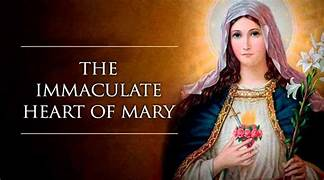 THE
IMMACULATE
HEART OF MARY